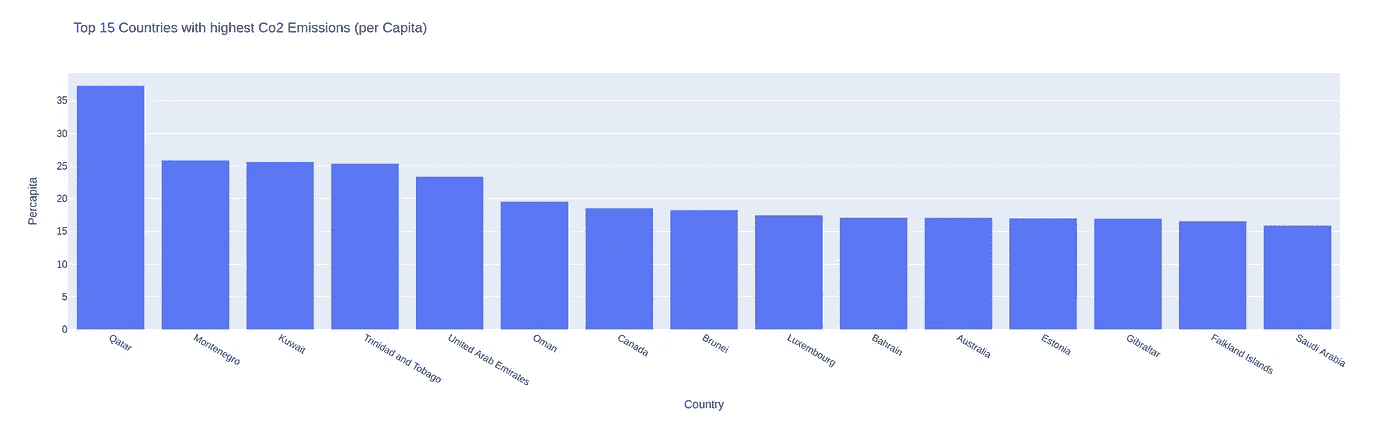 Top 15 Countries with highest Co2 Emissions (per Capita)
Percapita
35
30
25
20
15
10
5
0
Qatar
Montenegro
Kuwait
Trinidad and Tobago
United Arab Emirates
Oman
Canada
Brunei
Luxembourg
Bahrain
Australia
Estonia
Gibraltar
Falkland Islands
Saudi Arabia
Country